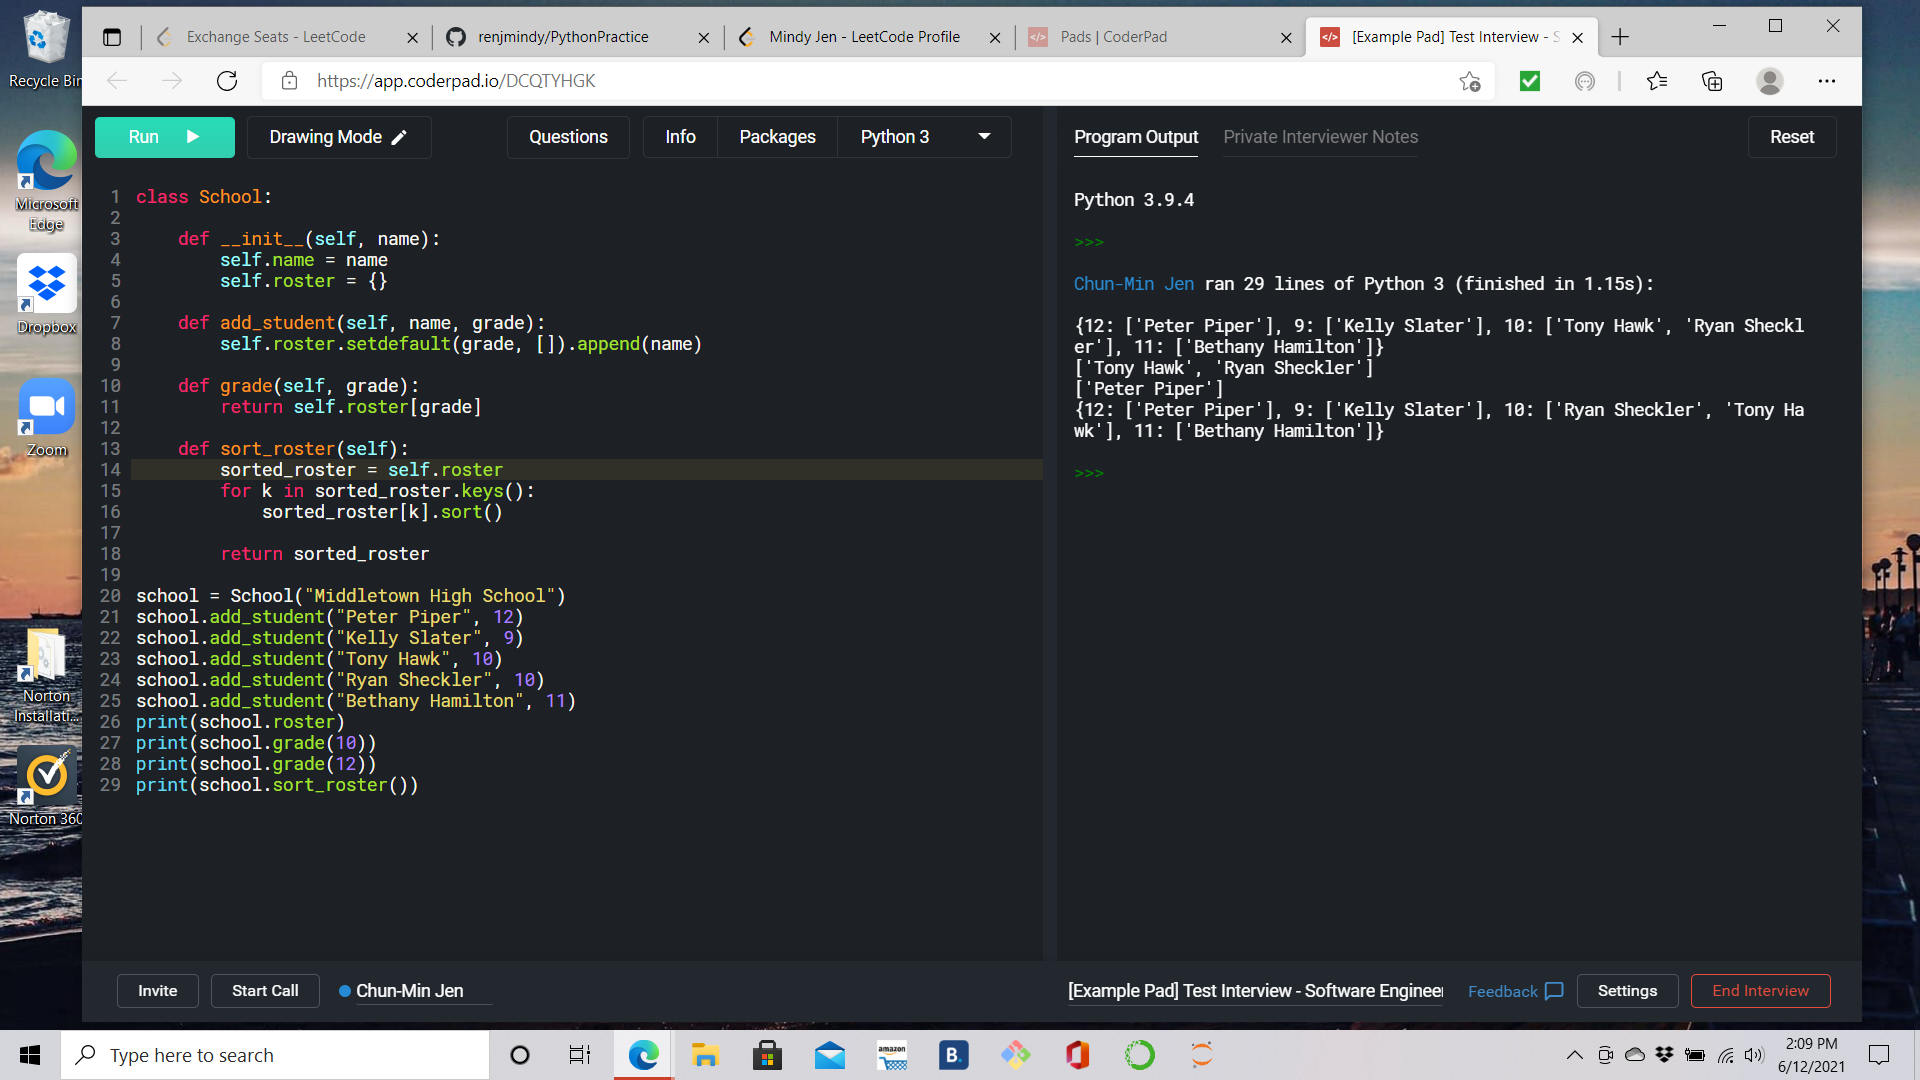 Exchange Seats - LeetCode
renjmindy/PythonPractice
Mindy Jen - LeetCode Profile
Pads | CoderPad
[Example Pad] Test Interview - S
https://app.coderpad.io/DCQTYHGK
Recycle Bin
Microsoft Edge
Dropbox
Zoom
Norton Installati...
Norton 360
Run
Drawing Mode
Questions
Info
Packages
Python 3
1 class School:
2
3     def __init__(self, name):
4         self.name = name
5         self.roster = {}
6
7     def add_student(self, name, grade):
8         self.roster.setdefault(grade, []).append(name)
9
10     def grade(self, grade):
11         return self.roster[grade]
12
13     def sort_roster(self):
14         sorted_roster = self.roster
15         for k in sorted_roster.keys():
16             sorted_roster[k].sort()
17
18         return sorted_roster
19
20 school = School("Middletown High School")
21 school.add_student("Peter Piper", 12)
22 school.add_student("Kelly Slater", 9)
23 school.add_student("Tony Hawk", 10)
24 school.add_student("Ryan Sheckler", 10)
25 school.add_student("Bethany Hamilton", 11)
26 print(school.roster)
27 print(school.grade(10))
28 print(school.grade(12))
29 print(school.sort_roster())
Program Output
Private Interviewer Notes
Reset
Python 3.9.4
>>>
Chun-Min Jen ran 29 lines of Python 3 (finished in 1.15s):
{12: ['Peter Piper'], 9: ['Kelly Slater'], 10: ['Tony Hawk', 'Ryan Sheckl
er'], 11: ['Bethany Hamilton']}
['Tony Hawk', 'Ryan Sheckler']
['Peter Piper']
{12: ['Peter Piper'], 9: ['Kelly Slater'], 10: ['Ryan Sheckler', 'Tony Ha
wk'], 11: ['Bethany Hamilton']}
>>>
Invite
Start Call
Chun-Min Jen
[Example Pad] Test Interview - Software Engineer
Feedback
Settings
End Interview
Type here to search
amazon
B.
2:09 PM
6/12/2021